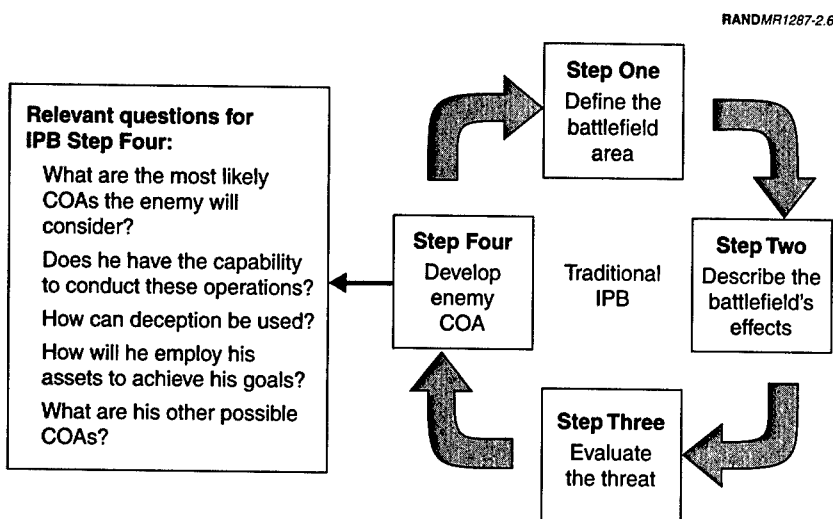 RANDMR1287-2.6
Relevant questions for
IPB Step Four:
What are the most likely
COAs the enemy will
consider?
Does he have the capability
to conduct these operations?
How can deception be used?
How will he employ his
assets to achieve his goals?
What are his other possible
COAs?
Step One
Define the
battlefield
area
Step Two
Describe the
battlefield's
effects
Step Three
Evaluate
the threat
Step Four
Develop
enemy
COA
Traditional
IPB